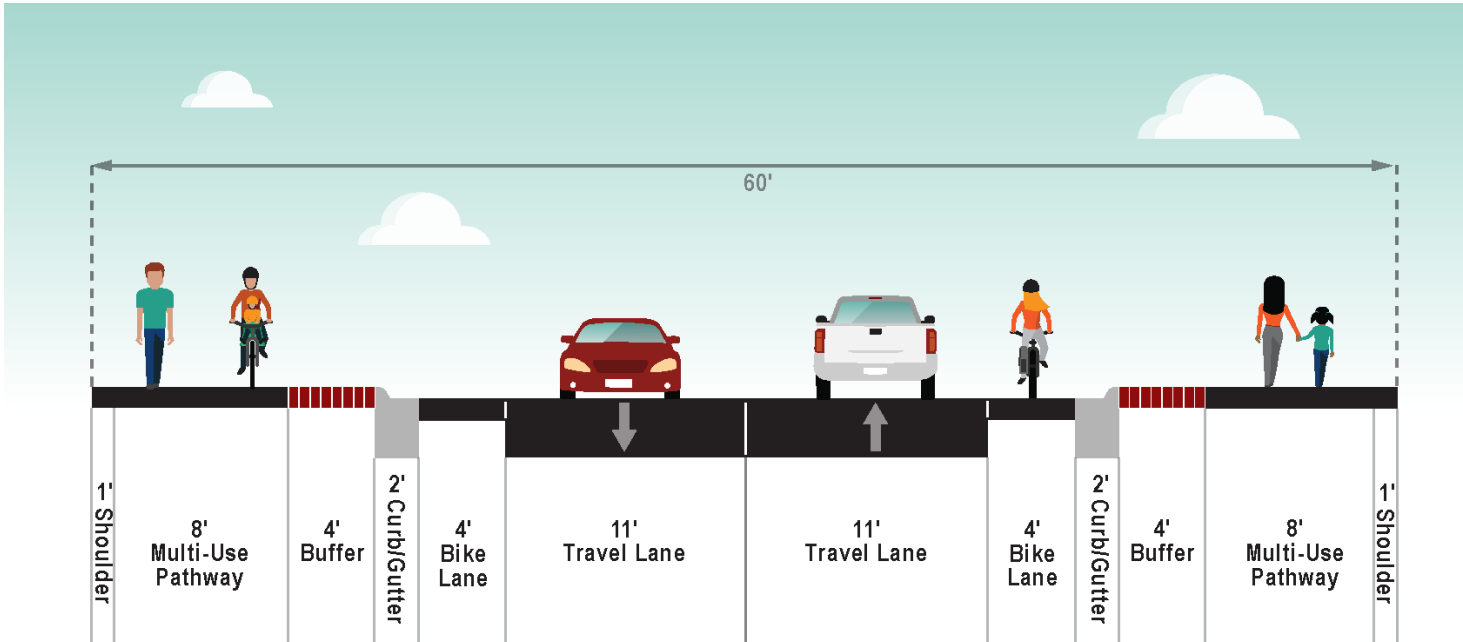 60'
1' Shoulder
8'
Multi-Use
Pathway
4'
Buffer
2' Curb/Gutter
4'
Bike
Lane
11'
Travel Lane
11'
Travel Lane
4'
Bike
Lane
2' Curb/Gutter
4'
Buffer
8'
Multi-Use
Pathway
1' Shoulder